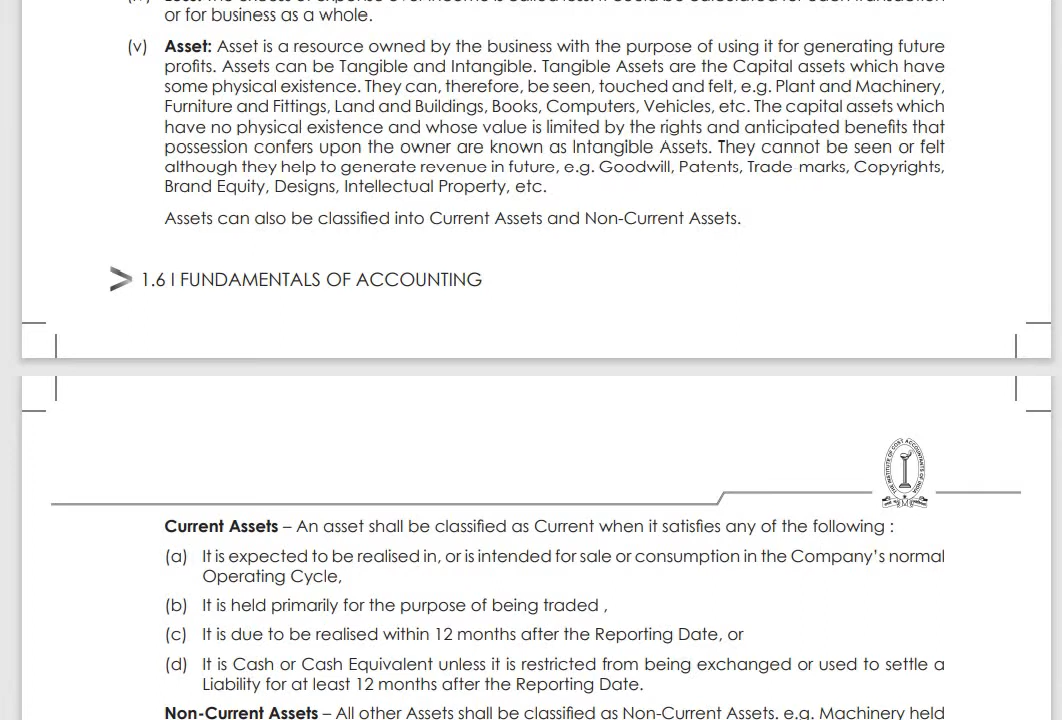 or for business as a whole.
(v) Asset: Asset is a resource owned by the business with the purpose of using it for generating future
profits. Assets can be Tangible and Intangible. Tangible Assets are the Capital assets which have
some physical existence. They can, therefore, be seen, touched and felt, e.g. Plant and Machinery,
Furniture and Fittings, Land and Buildings, Books, Computers, Vehicles, etc. The capital assets which
have no physical existence and whose value is limited by the rights and anticipated benefits that
possession confers upon the owner are known as Intangible Assets. They cannot be seen or felt
although they help to generate revenue in future, e.g. Goodwill, Patents, Trade-marks, Copyrights,
Brand Equity, Designs, Intellectual Property, etc.
Assets can also be classified into Current Assets and Non-Current Assets.
1.6 I FUNDAMENTALS OF ACCOUNTING
THE INSTITUTE OF COST ACCOUNTANTS OF INDIA
Current Assets – An asset shall be classified as Current when it satisfies any of the following :
(a) It is expected to be realised in, or is intended for sale or consumption in the Company's normal
Operating Cycle,
(b) It is held primarily for the purpose of being traded ,
(c) It is due to be realised within 12 months after the Reporting Date, or
(d) It is Cash or Cash Equivalent unless it is restricted from being exchanged or used to settle a
Liability for at least 12 months after the Reporting Date.
Non-Current Assets – All other Assets shall be classified as Non-Current Assets. e.g. Machinery held